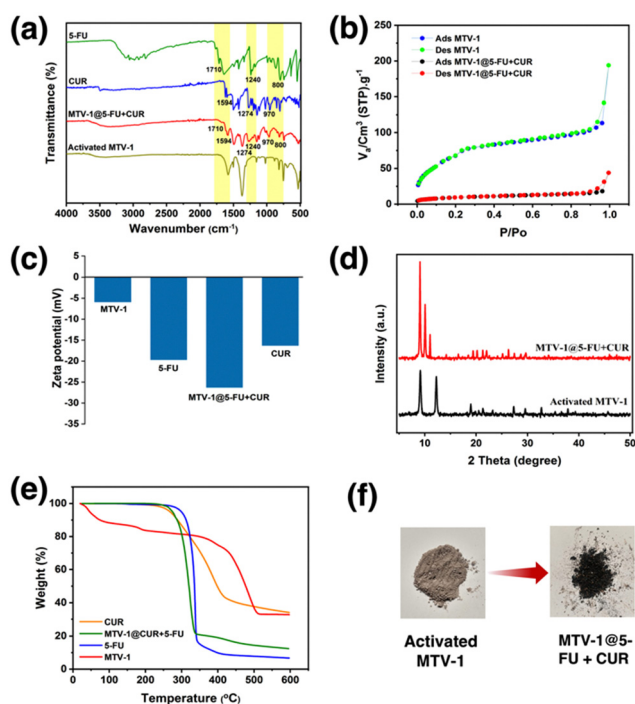 (a)
5-FU
1710
1240
800
CUR
1594
1274
970
MTV-1@5-FU+CUR
1710
1594
1274
1240
970
800
Activated MTV-1
Transmittance (%)
4000 3500 3000 2500 2000 1500 1000 500
Wavenumber (cm-1)
(b)
Ads MTV-1
Des MTV-1
Ads MTV-1@5-FU+CUR
Des MTV-1@5-FU+CUR
Va/Cm3 (STP).g-1
250
200
150
100
50
0
0.0 0.2 0.4 0.6 0.8 1.0
P/Po
(c)
Zeta potential (mV)
5
0
-5
-10
-15
-20
-25
-30
-35
MTV-1
5-FU
MTV-1@5-FU+CUR
CUR
(d)
Intensity (a.u.)
MTV-1@5-FU+CUR
Activated MTV-1
10 20 30 40 50
2 Theta (degree)
(e)
Weight (%)
100
80
60
40
20
0
CUR
MTV-1@CUR+5-FU
5-FU
MTV-1
0 100 200 300 400 500 600
Temperature (oC)
(f)
Activated
MTV-1
MTV-1@5-
FU + CUR